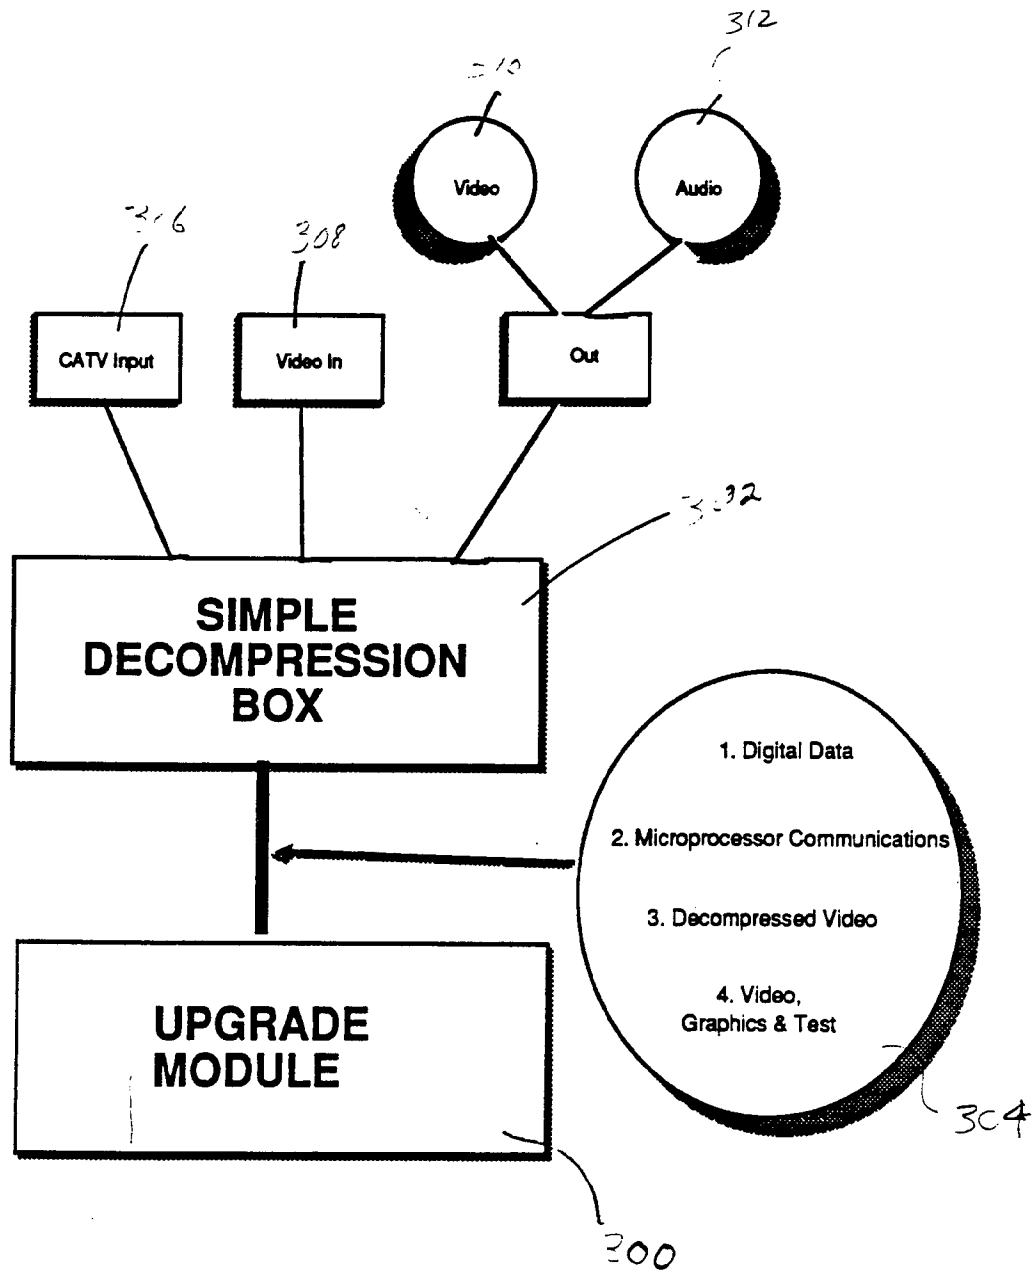 312
Video
Audio
308
CATV Input
Video In
Out
SIMPLE
DECOMPRESSION
BOX
1. Digital Data
2. Microprocessor Communications
3. Decompressed Video
4. Video,
Graphics & Test
UPGRADE
MODULE
304
300